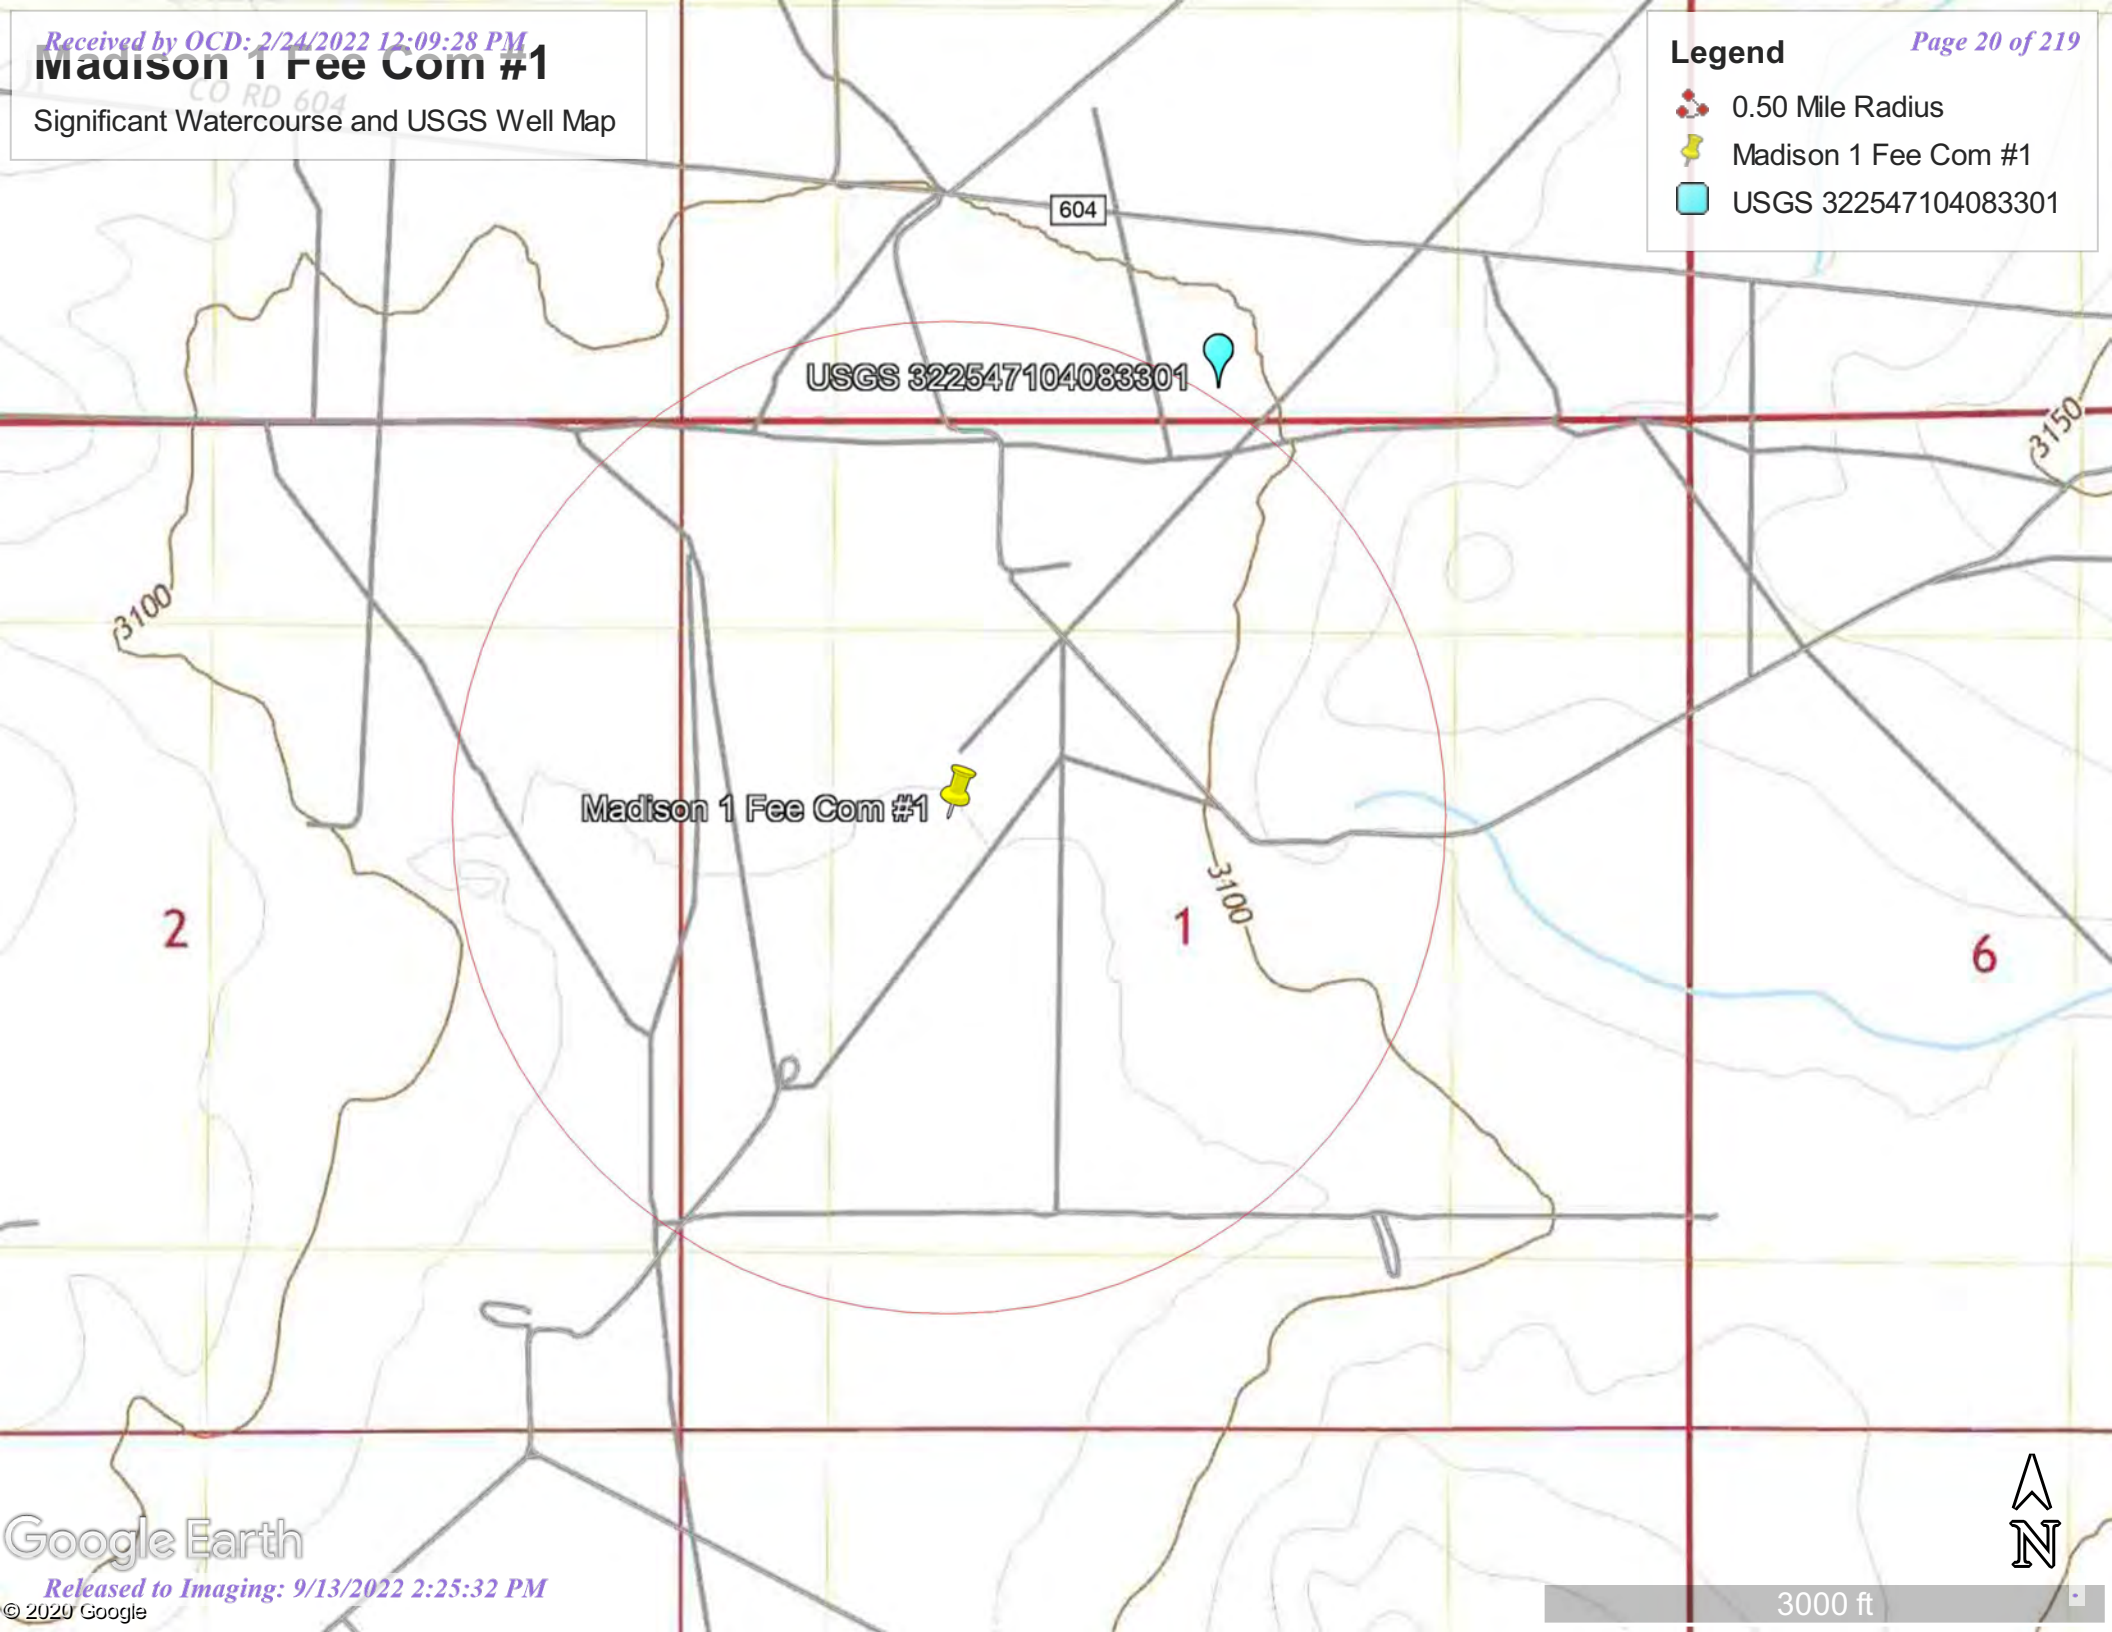 Received by OCD: 2/24/2022 12:09:28 PM
Page 20 of 219
Madison 1 Fee Com #1
CO RD 604
Significant Watercourse and USGS Well Map
Legend
0.50 Mile Radius
Madison 1 Fee Com #1
USGS 322547104083301
604
USGS 322547104083301
3150
3100
Madison 1 Fee Com #1
3100
2
1
6
Google Earth
N
Released to Imaging: 9/13/2022 2:25:32 PM
© 2020 Google
3000 ft